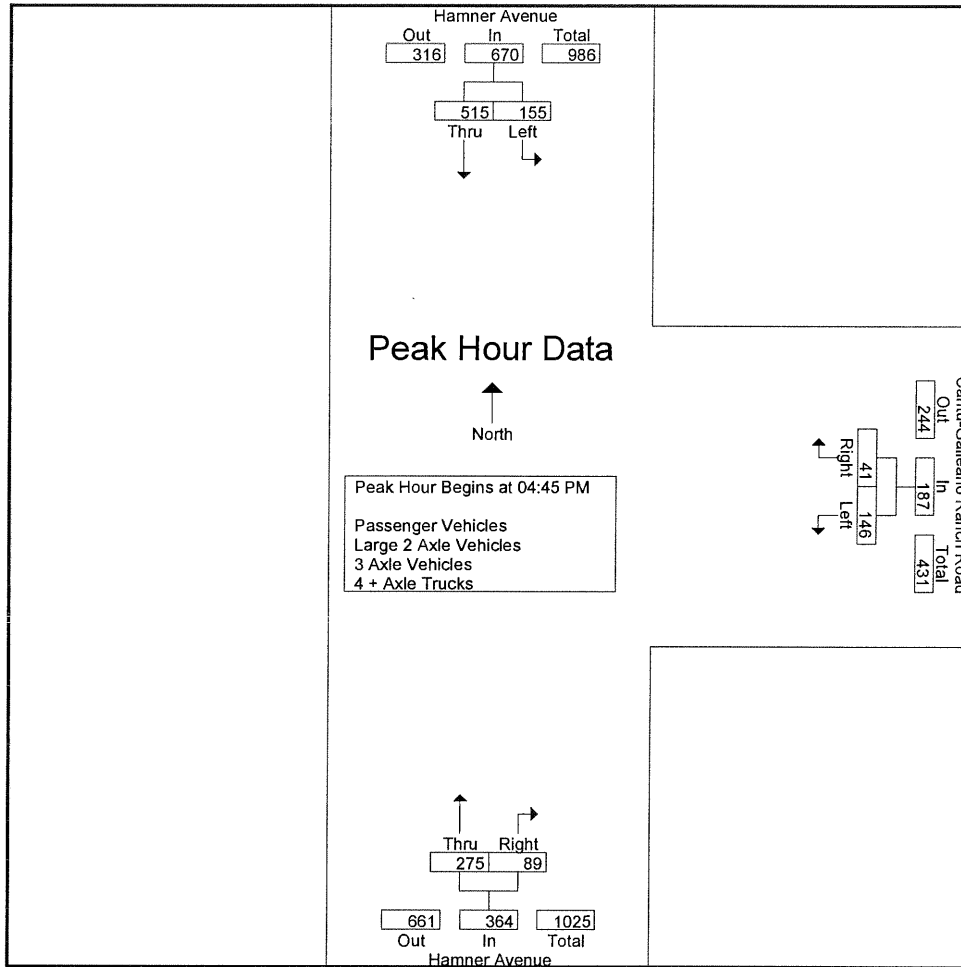 Hamner Avenue
Out In Total
316 670 986
515 155
Thru Left
Peak Hour Data
North
Peak Hour Begins at 04:45 PM
Passenger Vehicles
Large 2 Axle Vehicles
3 Axle Vehicles
4 + Axle Trucks
Ranch Road
Out In Total
244 187 431
41 146
Right Left
Thru Right
275 89
661 364 1025
Out In Total
Hamner Avenue